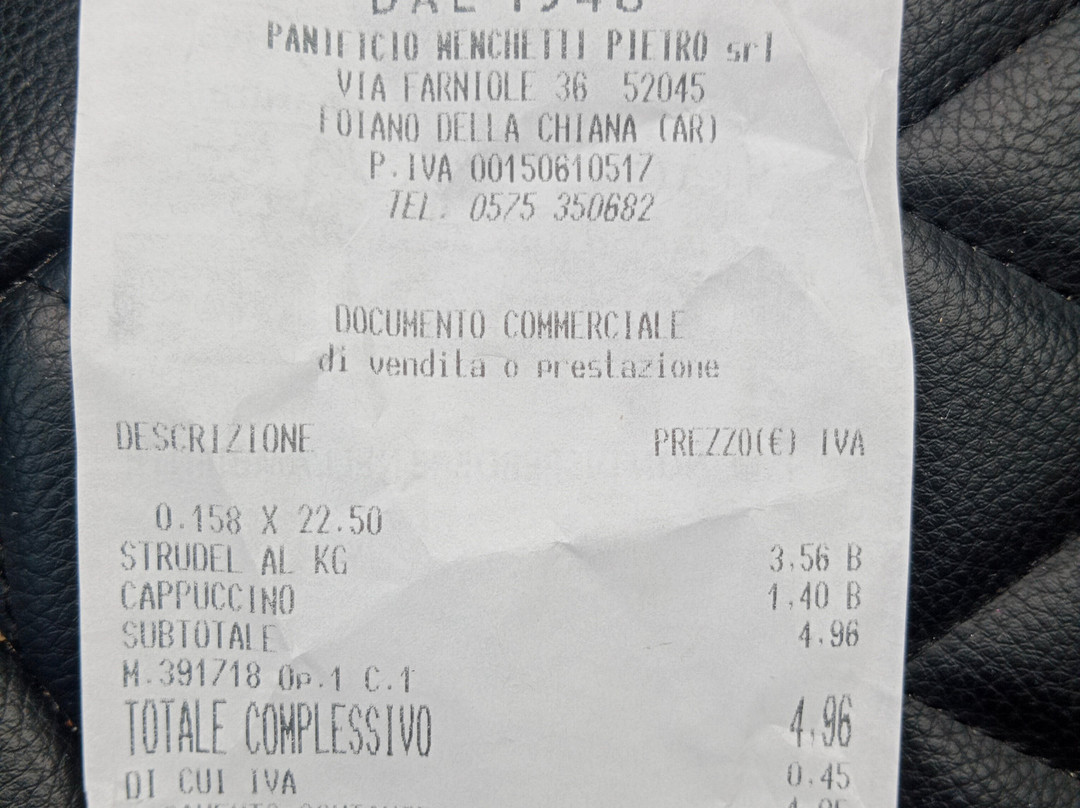 DAL 1948
PANIFICIO MENCHETTI PIETRO srl
VIA FARNIOLE 36 52045
FOIANO DELLA CHIANA (AR)
P.IVA 00150610517
TEL. 0575 350682
DOCUMENTO COMMERCIALE
di vendita o prestazione
DESCRIZIONE PREZZO(€) IVA
0.158 X 22.50
STRUDEL AL KG 3,56 B
CAPPUCCINO 1,40 B
SUBTOTALE 4.96
M.391718 Op.1 C.1
TOTALE COMPLESSIVO 4,96
DI CUI IVA 0.45